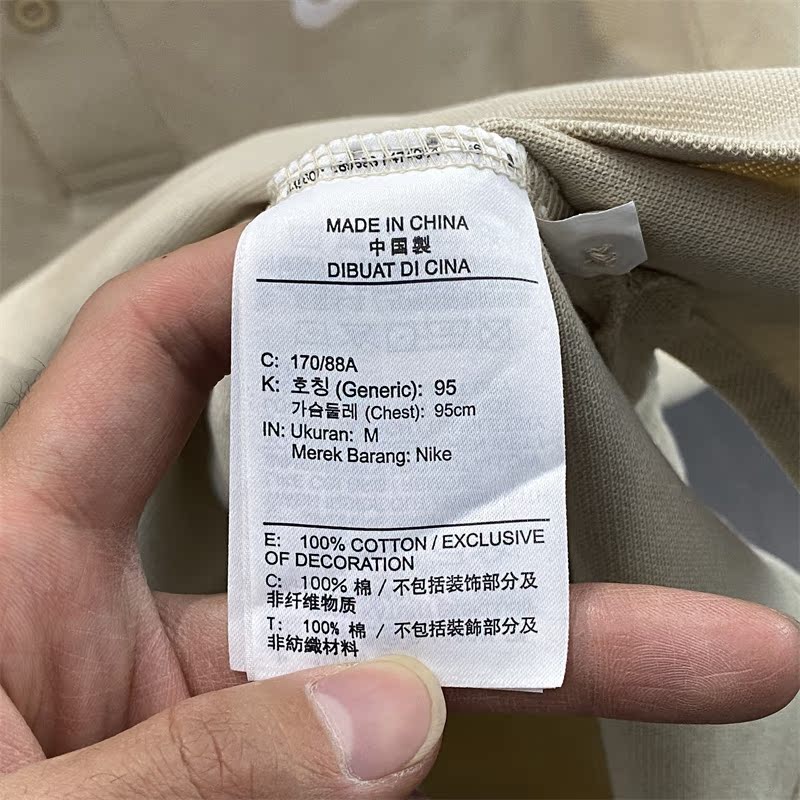 MADE IN CHINA
中国製
DIBUAT DI CINA
C: 170/88A
K: 호칭 (Generic): 95
가슴둘레 (Chest): 95cm
IN: Ukuran: M
Merek Barang: Nike
E: 100% COTTON / EXCLUSIVE
OF DECORATION
C: 100% 棉 / 不包括装饰部分及
非纤维物质
T: 100% 棉 / 不包括裝飾部分及
非紡織材料